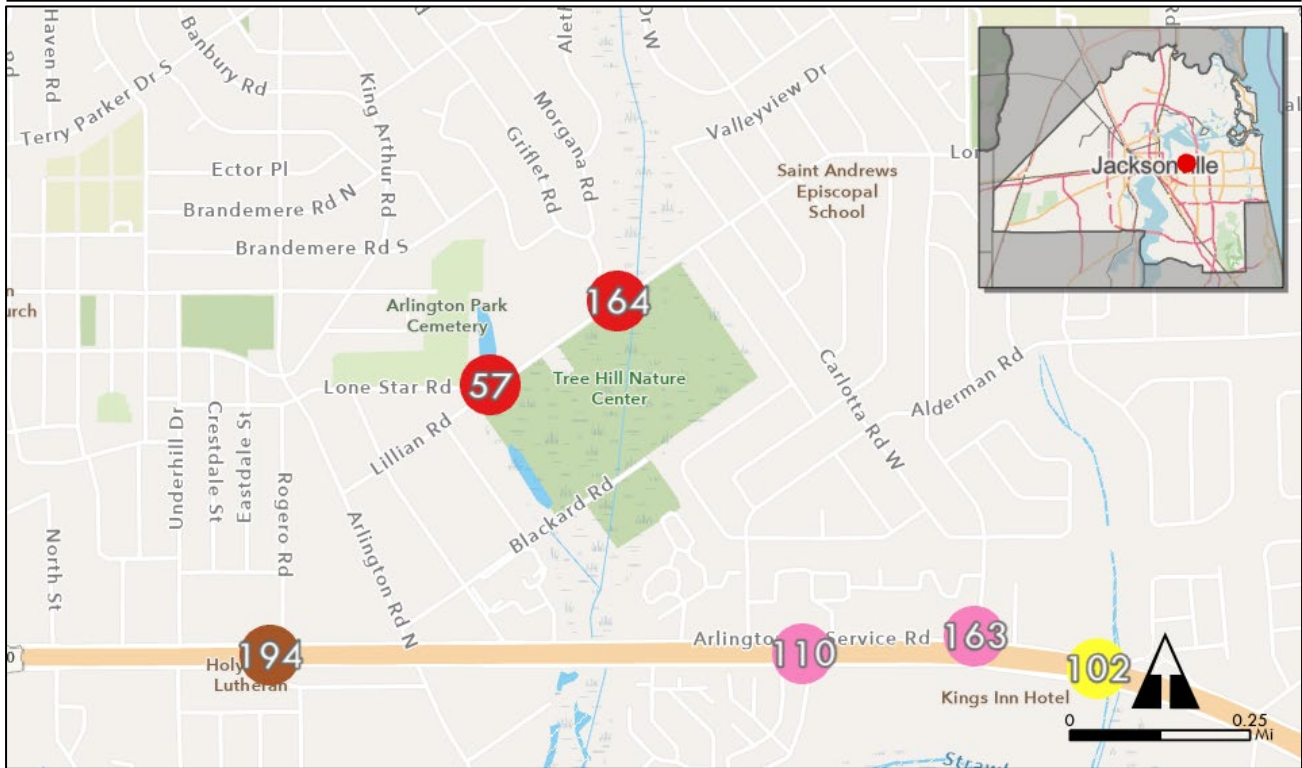 Haven Rd
Banbury Rd
Terry Parker Dr S
King Arthur Rd
Morgana Rd
Griflet Rd
Dr W
Valleyview Dr
Rd
Ector Pl
Brandemere Rd N
Brandemere Rd S
Saint Andrews
Episcopal
School
Jacksonville
164
Arlington Park
Cemetery
57
Lone Star Rd
Tree Hill Nature
Center
Lillian Rd
Carlotta Rd W
Alderman Rd
Underhill Dr
Crestdale St
Eastdale St
Rogero Rd
Arlington Rd N
Blackard Rd
North St
194
Lutheran
110
Service Rd
163
102
Kings Inn Hotel
0
0.25
Mi